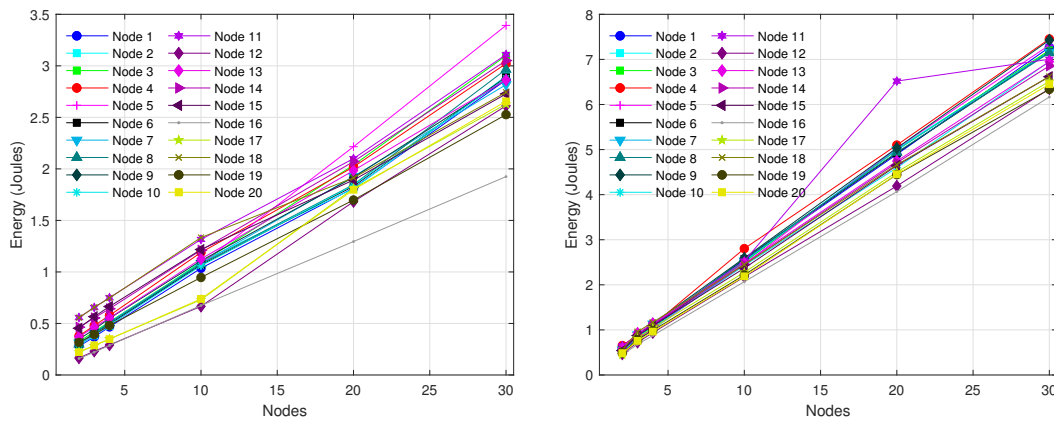 3.5
3
2.5
2
1.5
1
0.5
0
Energy (Joules)
Node 1
Node 2
Node 3
Node 4
Node 5
Node 6
Node 7
Node 8
Node 9
Node 10
Node 11
Node 12
Node 13
Node 14
Node 15
Node 16
Node 17
Node 18
Node 19
Node 20
5 10 15 20 25 30
Nodes
8
7
6
5
4
3
2
1
0
Energy (Joules)
Node 1
Node 2
Node 3
Node 4
Node 5
Node 6
Node 7
Node 8
Node 9
Node 10
Node 11
Node 12
Node 13
Node 14
Node 15
Node 16
Node 17
Node 18
Node 19
Node 20
5 10 15 20 25 30
Nodes